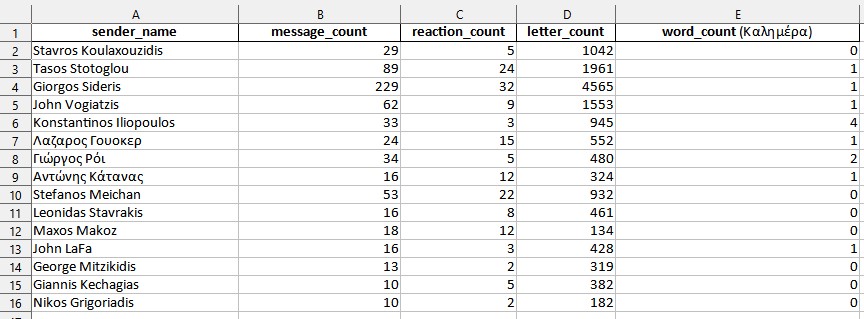 A B C D E
1 sender_name message_count reaction_count letter_count word_count (Καλημέρα)
2 Stavros Koulaxouzidis 29 5 1042 0
3 Tasos Stotoglou 89 24 1961 1
4 Giorgos Sideris 229 32 4565 1
5 John Vogiatzis 62 9 1553 1
6 Konstantinos Iliopoulos 33 3 945 4
7 Λαζαρος Γουοκερ 24 15 552 1
8 Γιώργος Ρόι 34 5 480 2
9 Αντώνης Κάτανας 16 12 324 1
10 Stefanos Meichan 53 22 932 0
11 Leonidas Stavrakis 16 8 461 0
12 Maxos Makoz 18 12 134 0
13 John LaFa 16 3 428 1
14 George Mitzikidis 13 2 319 0
15 Giannis Kechagias 10 5 382 0
16 Nikos Grigoriadis 10 2 182 0